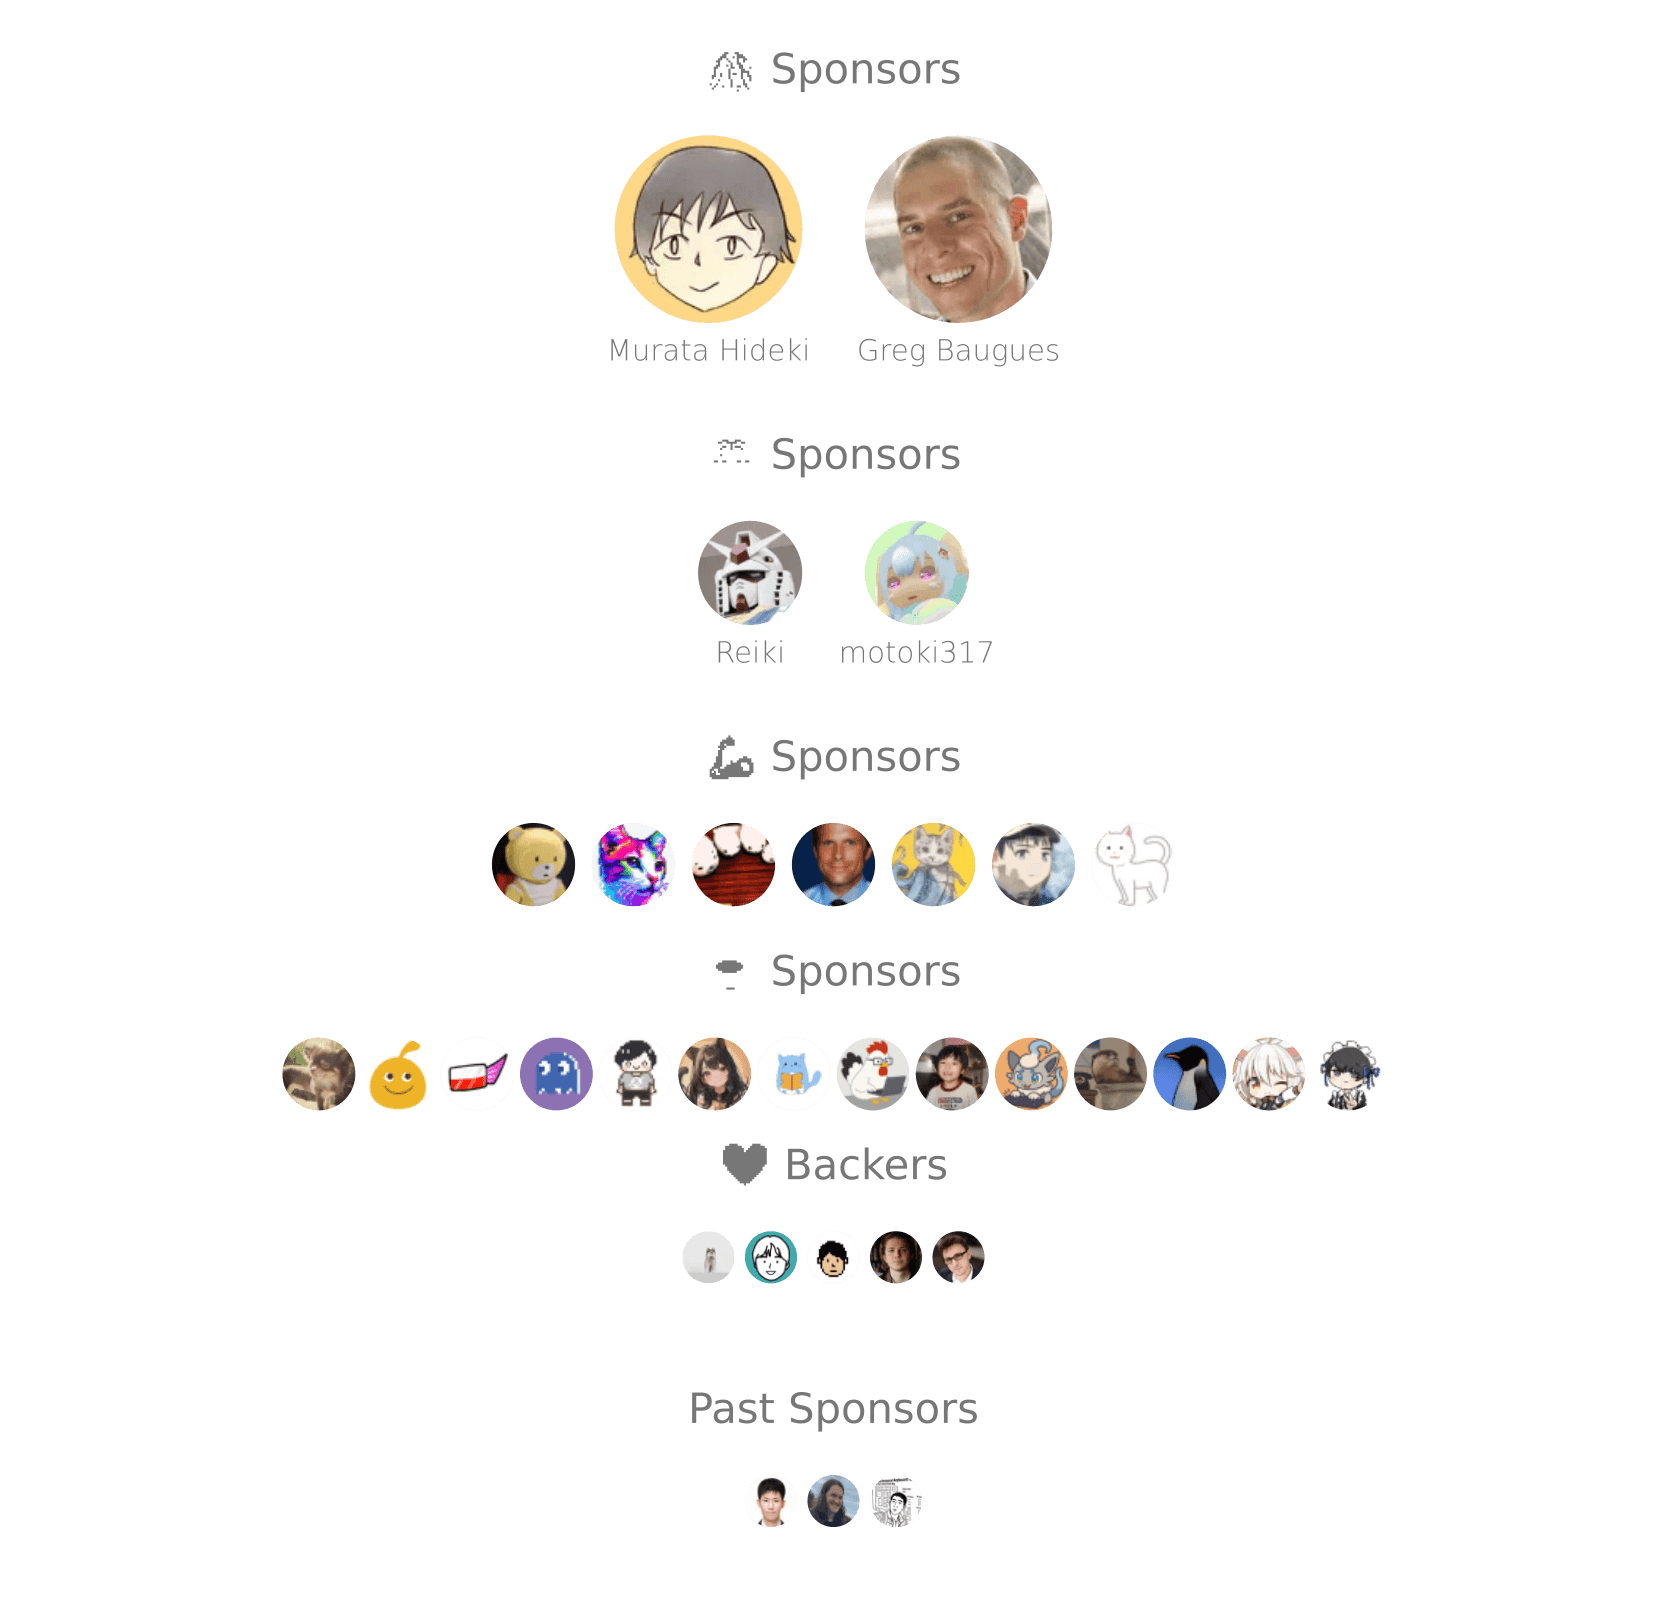 Sponsors
Murata Hideki
Greg Baugues
Sponsors
Reiki
motoki317
Sponsors
Sponsors
Backers
Past Sponsors